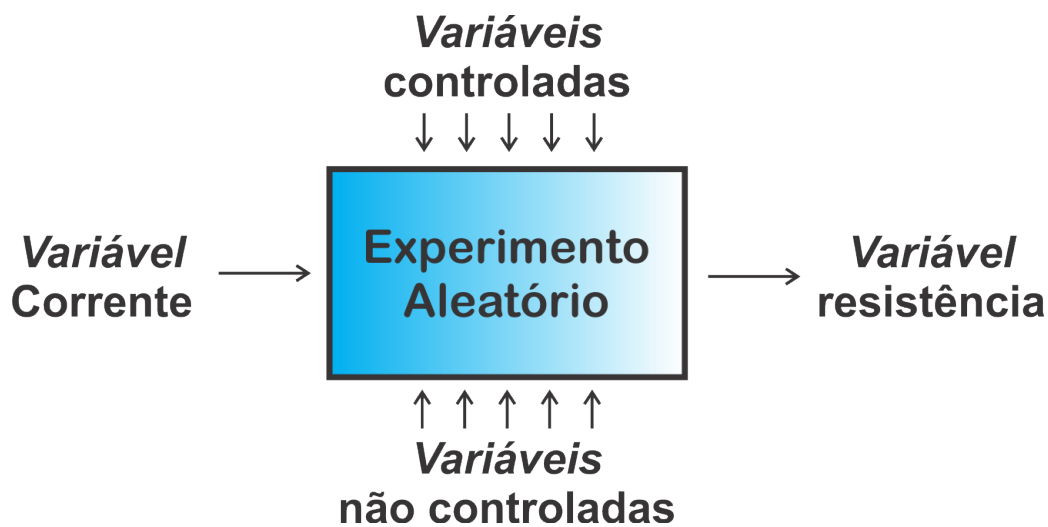 Variáveis
controladas
Variável
Corrente
Experimento
Aleatório
Variável
resistência
Variáveis
não controladas